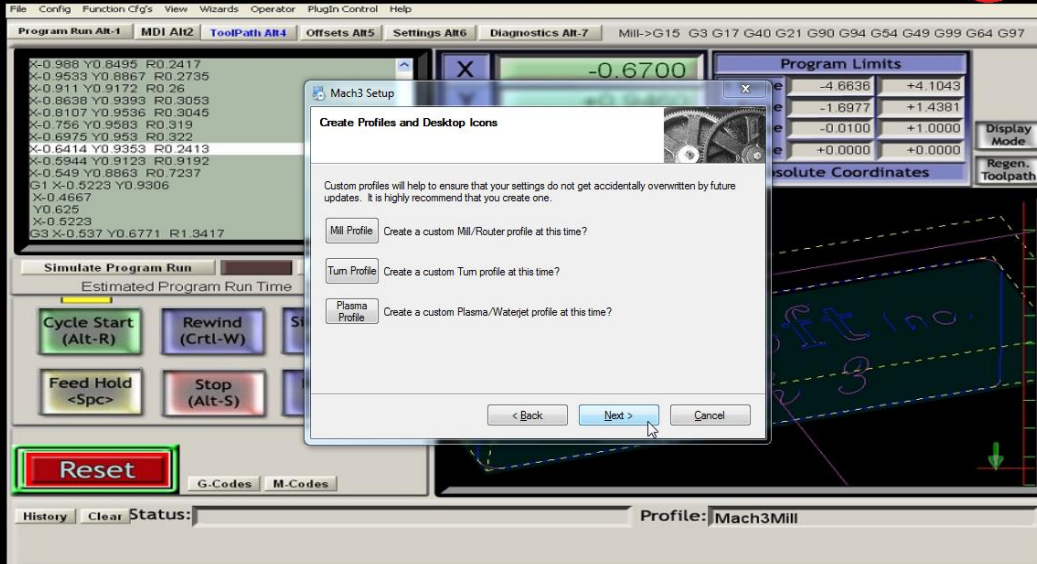 File Config Function Cfg's View Wizards Operator PlugIn Control Help
Program Run Alt-1 MDI Alt2 ToolPath Alt4 Offsets Alt5 Settings Alt6 Diagnostics Alt-7 Mill->G15 G3 G17 G40 G21 G90 G94 G54 G49 G99 G64 G97
X-0.988 Y0.8495 R0.2417
X-0.9533 Y0.8867 R0.2735
X-0.911 Y0.9172 R0.26
X-0.8638 Y0.9393 R0.3053
X-0.8107 Y0.9536 R0.3045
X-0.756 Y0.9583 R0.319
X-0.6975 Y0.953 R0.322
X-0.6414 Y0.9353 R0.2413
X-0.5944 Y0.9123 R0.9192
X-0.549 Y0.8863 R0.7237
G1 X-0.5223 Y0.9306
X-0.4667
Y0.625
X-0.5223
G3 X-0.537 Y0.6771 R1.3417
X -0.6700
Program Limits
-4.6636 +4.1043
-1.6977 +1.4381
-0.0100 +1.0000
+0.0000 +0.0000
Display
Mode
Regen.
Toolpath
Mach3 Setup
Create Profiles and Desktop Icons
Custom profiles will help to ensure that your settings do not get accidentally overwritten by future
updates. It is highly recommend that you create one.
Mill Profile Create a custom Mill/Router profile at this time?
Turn Profile Create a custom Turn profile at this time?
Plasma
Profile Create a custom Plasma/Waterjet profile at this time?
< Back Next > Cancel
Simulate Program Run
Estimated Program Run Time
Cycle Start
(Alt-R)
Rewind
(Crtl-W)
Feed Hold
<Spc>
Stop
(Alt-S)
Reset
G-Codes M-Codes
Coordinates
Inc.
3
History Clear Status:
Profile: Mach3Mill